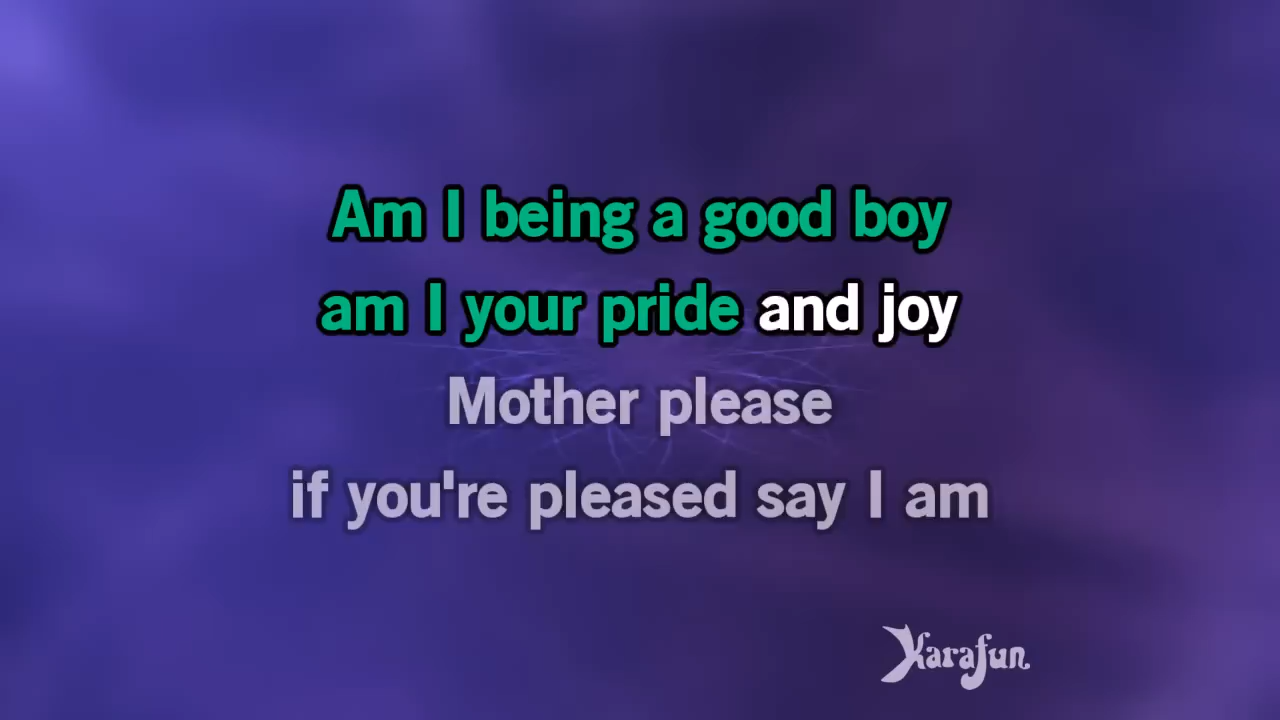 Am I being a good boy
am I your pride and joy
Mother please
if you're pleased say I am
Karafun